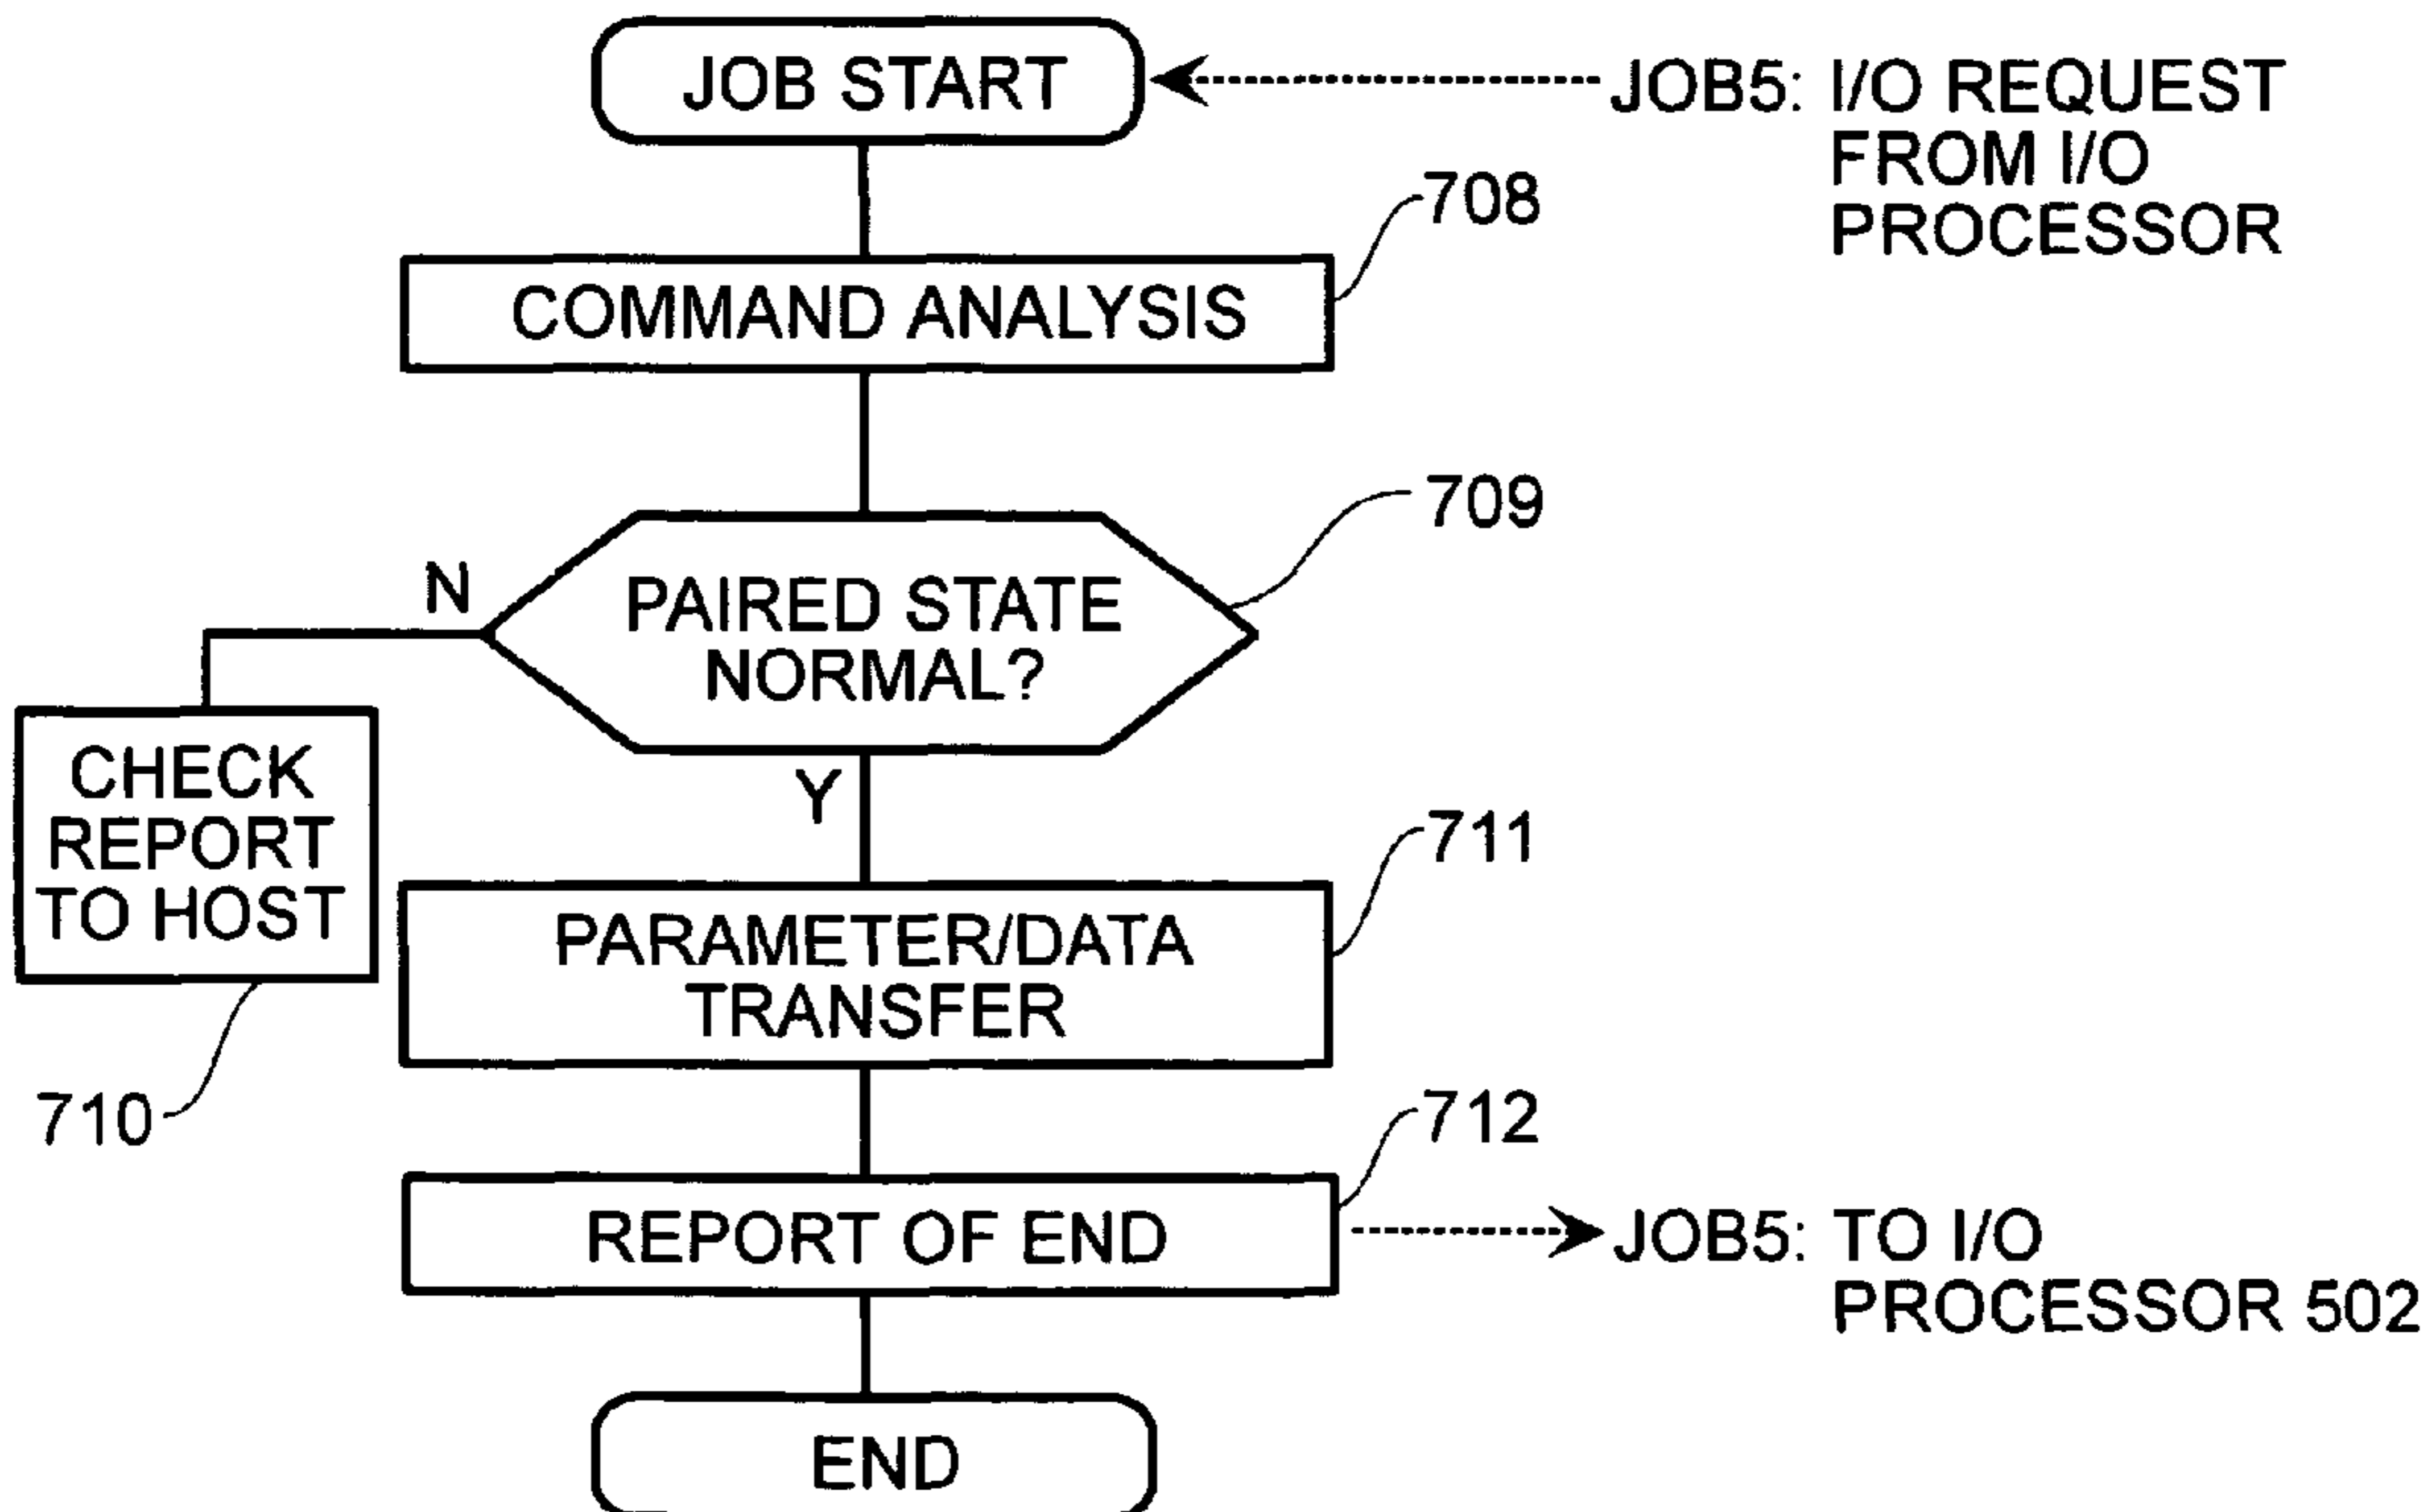 JOB START
JOB5: I/O REQUEST
FROM I/O
PROCESSOR
708
COMMAND ANALYSIS
709
N
PAIRED STATE
NORMAL?
CHECK
REPORT
TO HOST
710
Y
711
PARAMETER/DATA
TRANSFER
712
REPORT OF END
JOB5: TO I/O
PROCESSOR 502
END